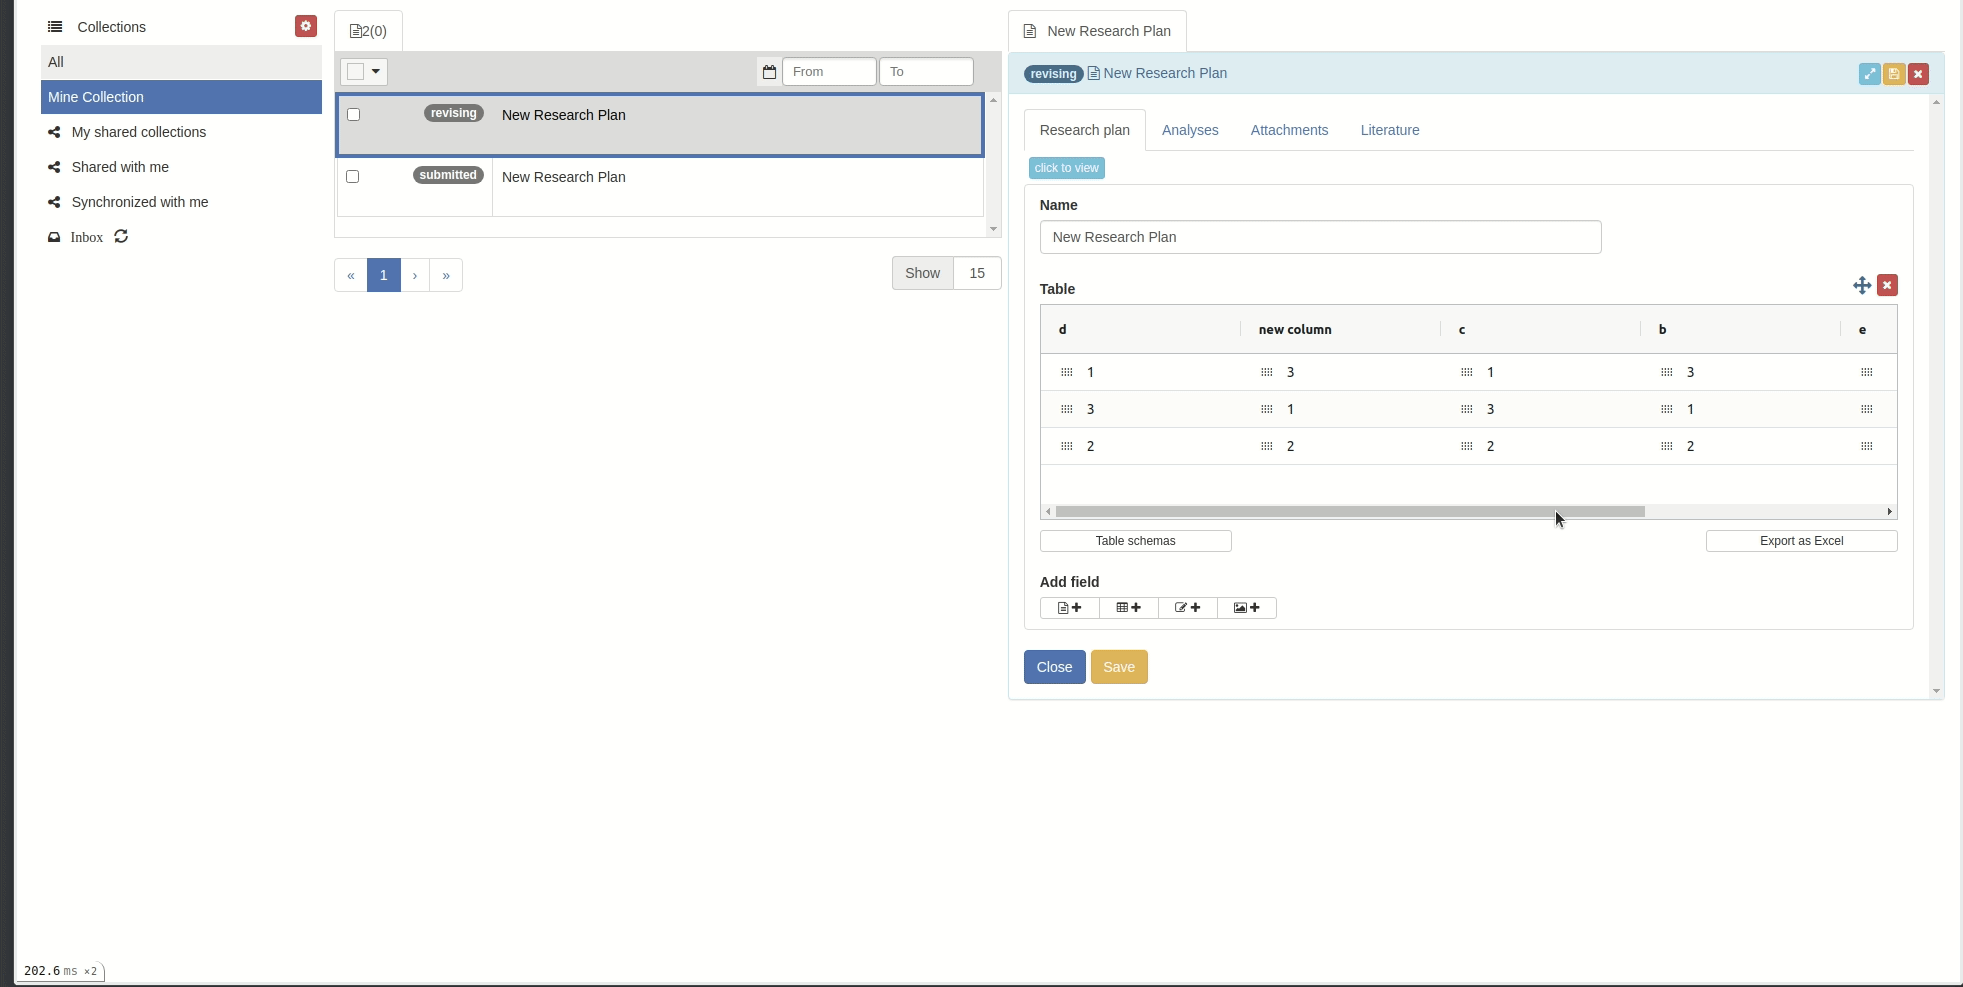 Collections
All
Mine Collection
My shared collections
Shared with me
Synchronized with me
Inbox
2(0)
From
To
revising New Research Plan
submitted New Research Plan
« 1 › »
Show 15
New Research Plan
revising New Research Plan
Research plan Analyses Attachments Literature
click to view
Name
New Research Plan
Table
d new column c b e
1 3 1 3
3 1 3 1
2 2 2 2
Table schemas Export as Excel
Add field
Close Save
202.6 ms ×2